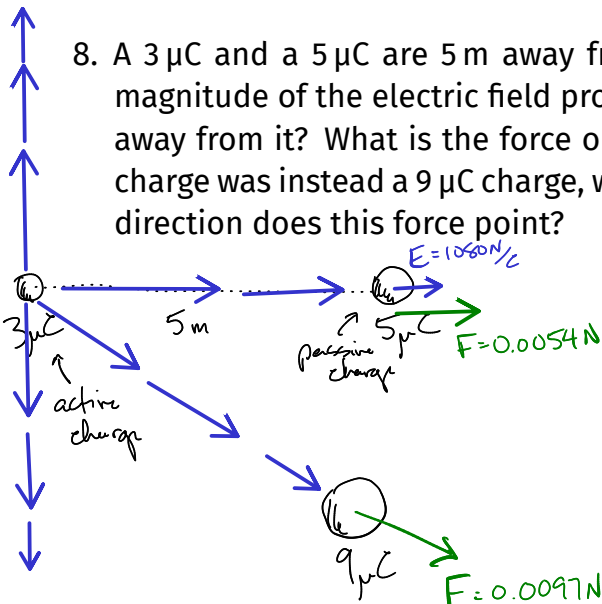 8. A 3 µC and a 5 µC are 5 m away fr
magnitude of the electric field pro
away from it? What is the force o
charge was instead a 9 µC charge, w
direction does this force point?
E=1080N/C
3µC
5m
5µC
F=0.0054N
passive
charge
active
charge
9µC
F=0.0097N